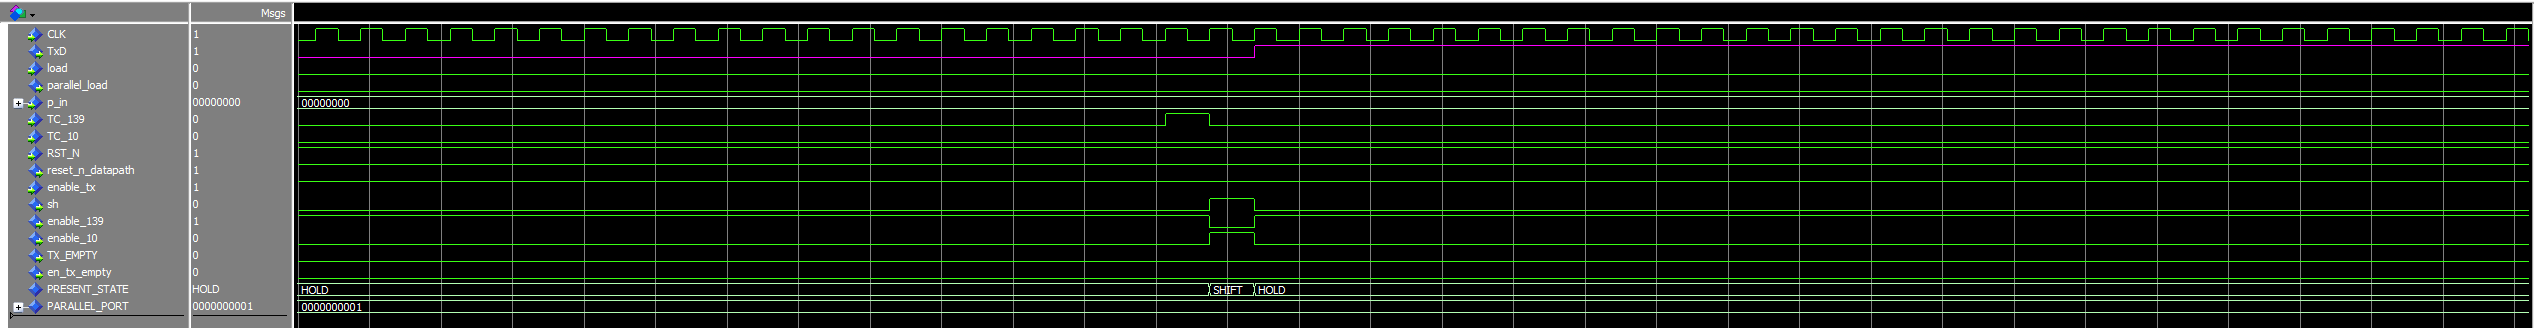 Msgs
CLK 1
TxD 1
load 0
parallel_load 0
p_in 00000000 00000000
TC_139 0
TC_10 0
RST_N 1
reset_n_datapath 1
enable_tx 1
sh 0
enable_139 1
enable_10 0
TX_EMPTY 0
en_tx_empty 0
PRESENT_STATE HOLD HOLD SHIFT HOLD
PARALLEL_PORT 0000000001 0000000001